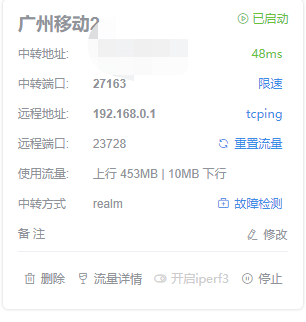 广州移动2 已启动
中转地址: 48ms
中转端口: 27163 限速
远程地址: 192.168.0.1 tcping
远程端口: 23728 重置流量
使用流量: 上行 453MB | 10MB 下行
中转方式 realm 故障检测
备 注 修改
删除 流量详情 开启iperf3 停止